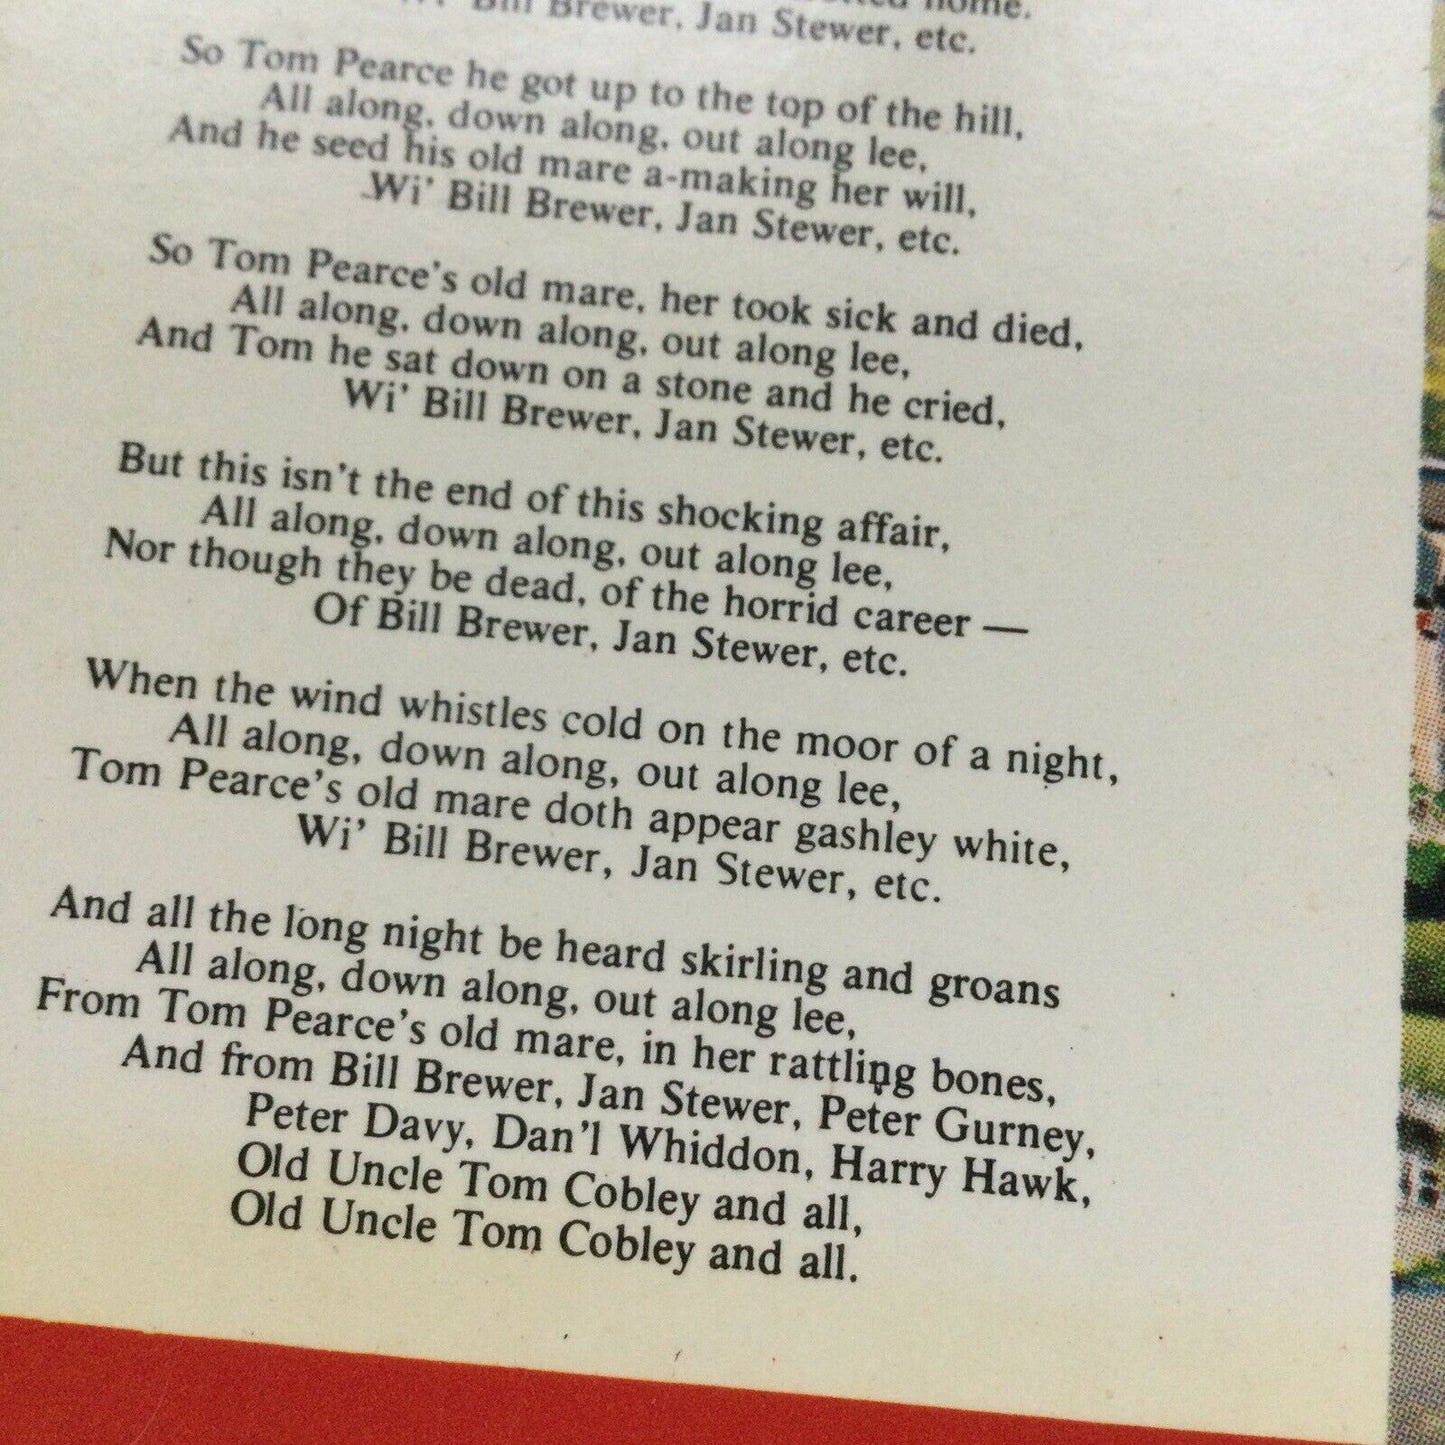 home.
Wi' Bill Brewer, Jan Stewer, etc.
So Tom Pearce he got up to the top of the hill,
All along, down along, out along lee,
And he seed his old mare a-making her will,
Wi' Bill Brewer, Jan Stewer, etc.
So Tom Pearce's old mare, her took sick and died,
All along, down along, out along lee,
And Tom he sat down on a stone and he cried,
Wi' Bill Brewer, Jan Stewer, etc.
But this isn't the end of this shocking affair,
All along, down along, out along lee,
Nor though they be dead, of the horrid career —
Of Bill Brewer, Jan Stewer, etc.
When the wind whistles cold on the moor of a night,
All along, down along, out along lee,
Tom Pearce's old mare doth appear gashley white,
Wi' Bill Brewer, Jan Stewer, etc.
And all the long night be heard skirling and groans
All along, down along, out along lee,
From Tom Pearce's old mare, in her rattling bones,
And from Bill Brewer, Jan Stewer, Peter Gurney,
Peter Davy, Dan'l Whiddon, Harry Hawk,
Old Uncle Tom Cobley and all,
Old Uncle Tom Cobley and all.